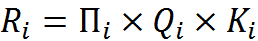 Rᵢ = Πᵢ × Qᵢ × Kᵢ